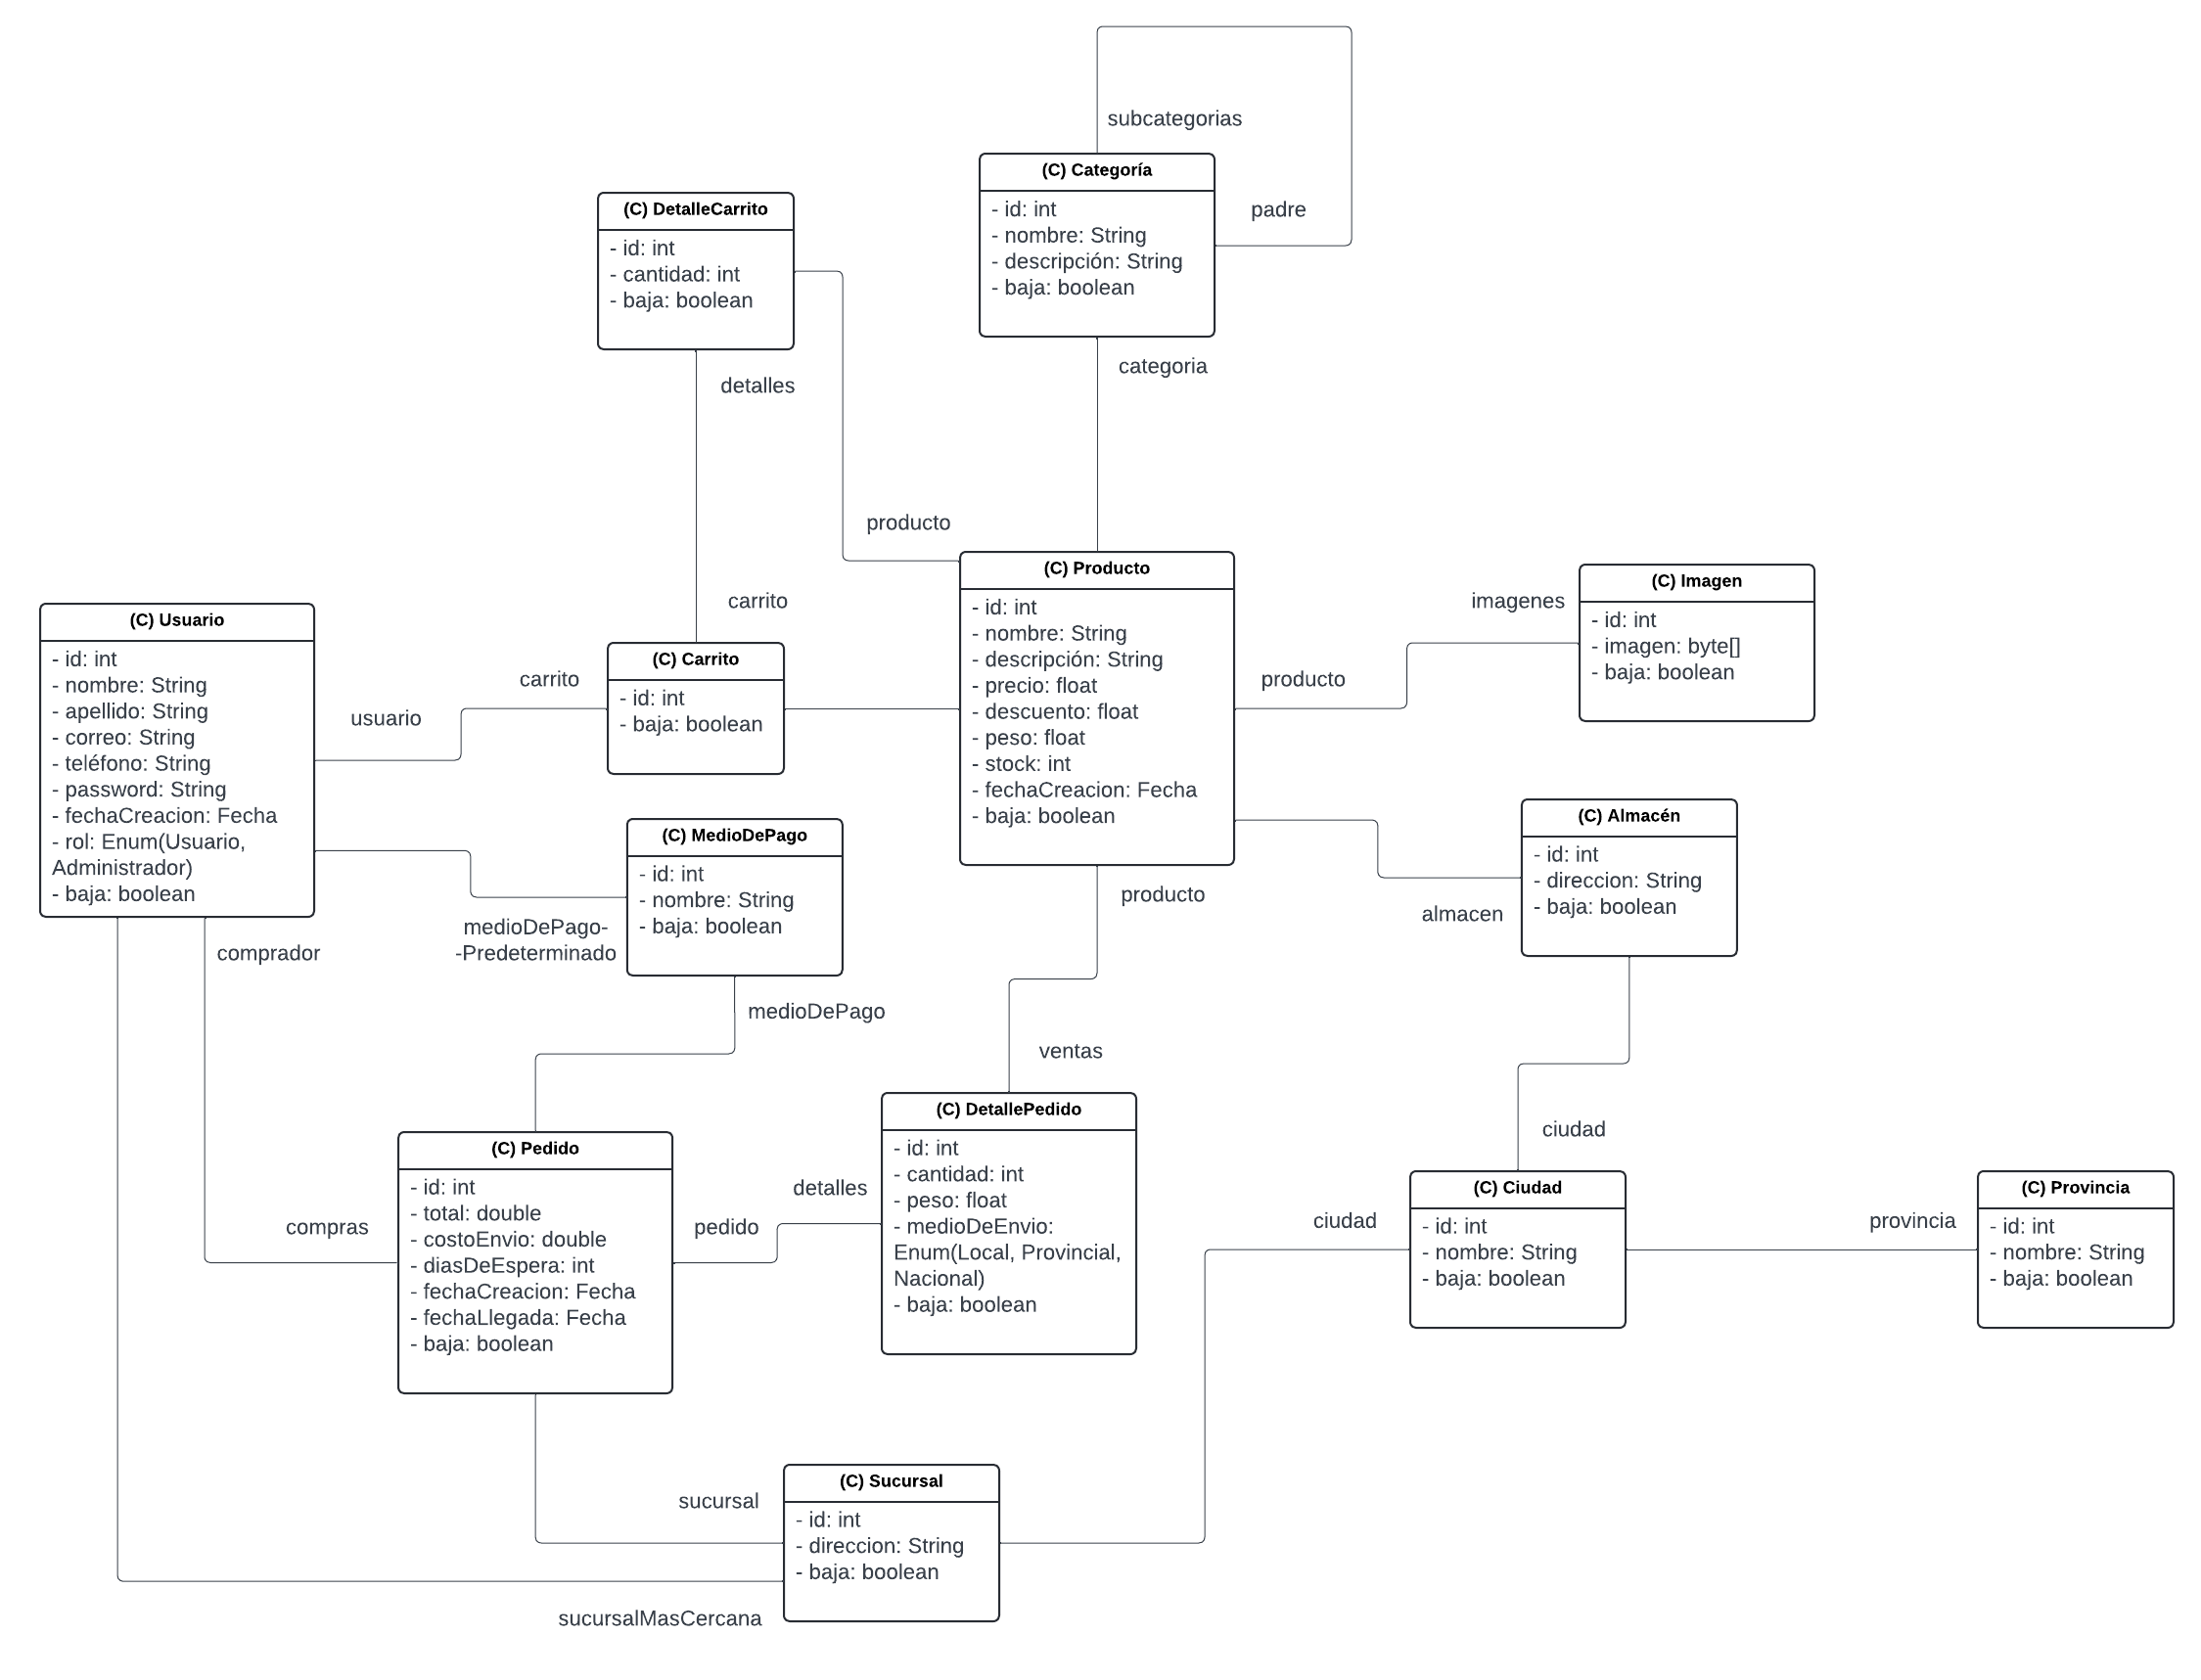 subcategorias
(C) Categoría
- id: int
- nombre: String
- descripción: String
- baja: boolean
padre
categoria
(C) DetalleCarrito
- id: int
- cantidad: int
- baja: boolean
detalles
producto
carrito
(C) Usuario
- id: int
- nombre: String
- apellido: String
- correo: String
- teléfono: String
- password: String
- fechaCreacion: Fecha
- rol: Enum(Usuario,
Administrador)
- baja: boolean
usuario
carrito
(C) Carrito
- id: int
- baja: boolean
(C) Producto
- id: int
- nombre: String
- descripción: String
- precio: float
- descuento: float
- peso: float
- stock: int
- fechaCreacion: Fecha
- baja: boolean
producto
imagenes
(C) Imagen
- id: int
- imagen: byte[]
- baja: boolean
(C) MedioDePago
- id: int
- nombre: String
- baja: boolean
medioDePago-
-Predeterminado
medioDePago
(C) Almacén
- id: int
- direccion: String
- baja: boolean
almacen
producto
ventas
comprador
compras
(C) Pedido
- id: int
- total: double
- costoEnvio: double
- diasDeEspera: int
- fechaCreacion: Fecha
- fechaLlegada: Fecha
- baja: boolean
pedido
detalles
(C) DetallePedido
- id: int
- cantidad: int
- peso: float
- medioDeEnvio:
Enum(Local, Provincial,
Nacional)
- baja: boolean
ciudad
ciudad
(C) Ciudad
- id: int
- nombre: String
- baja: boolean
provincia
(C) Provincia
- id: int
- nombre: String
- baja: boolean
sucursal
(C) Sucursal
- id: int
- direccion: String
- baja: boolean
sucursalMasCercana